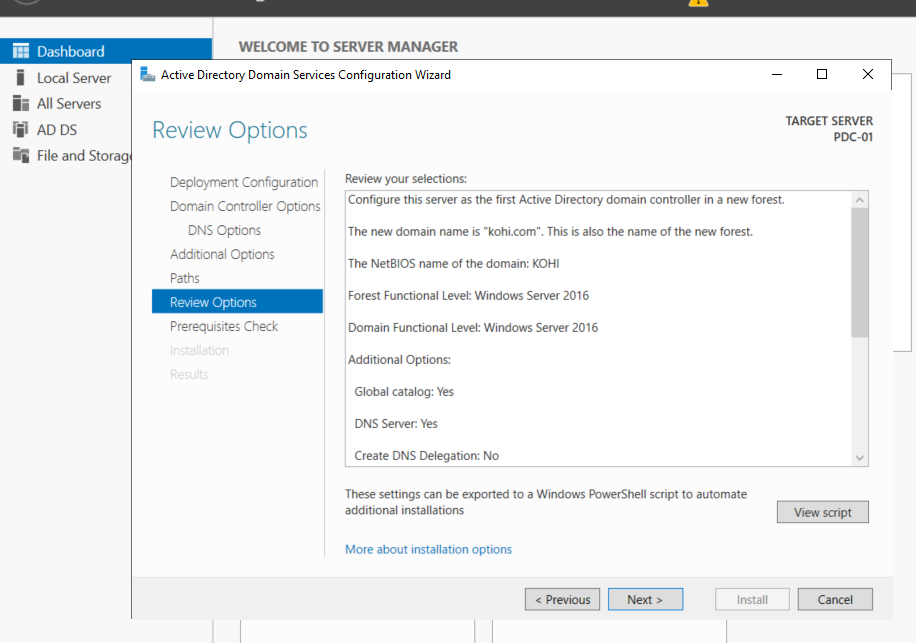 WELCOME TO SERVER MANAGER
Dashboard
Local Server
All Servers
AD DS
File and Storag
Active Directory Domain Services Configuration Wizard
Review Options
TARGET SERVER
PDC-01
Deployment Configuration
Domain Controller Options
DNS Options
Additional Options
Paths
Review Options
Prerequisites Check
Installation
Results
Review your selections:
Configure this server as the first Active Directory domain controller in a new forest.
The new domain name is "kohi.com". This is also the name of the new forest.
The NetBIOS name of the domain: KOHI
Forest Functional Level: Windows Server 2016
Domain Functional Level: Windows Server 2016
Additional Options:
Global catalog: Yes
DNS Server: Yes
Create DNS Delegation: No
These settings can be exported to a Windows PowerShell script to automate
additional installations
View script
More about installation options
< Previous
Next >
Install
Cancel